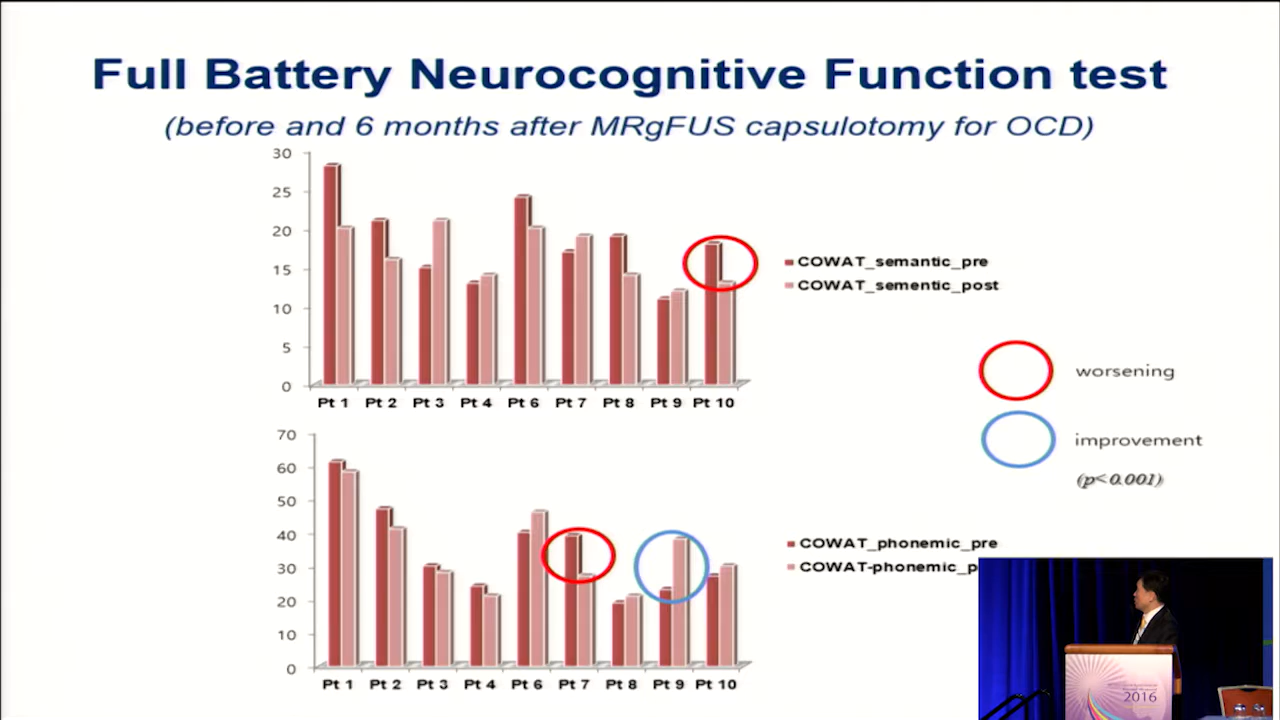 Full Battery Neurocognitive Function test
(before and 6 months after MRgFUS capsulotomy for OCD)
30
25
20
15
10
5
0
Pt 1 Pt 2 Pt 3 Pt 4 Pt 6 Pt 7 Pt 8 Pt 9 Pt 10
COWAT_semantic_pre
COWAT_sementic_post
worsening
improvement
(p<0.001)
70
60
50
40
30
20
10
0
Pt 1 Pt 2 Pt 3 Pt 4 Pt 6 Pt 7 Pt 8 Pt 9 Pt 10
COWAT_phonemic_pre
COWAT-phonemic_p
2016